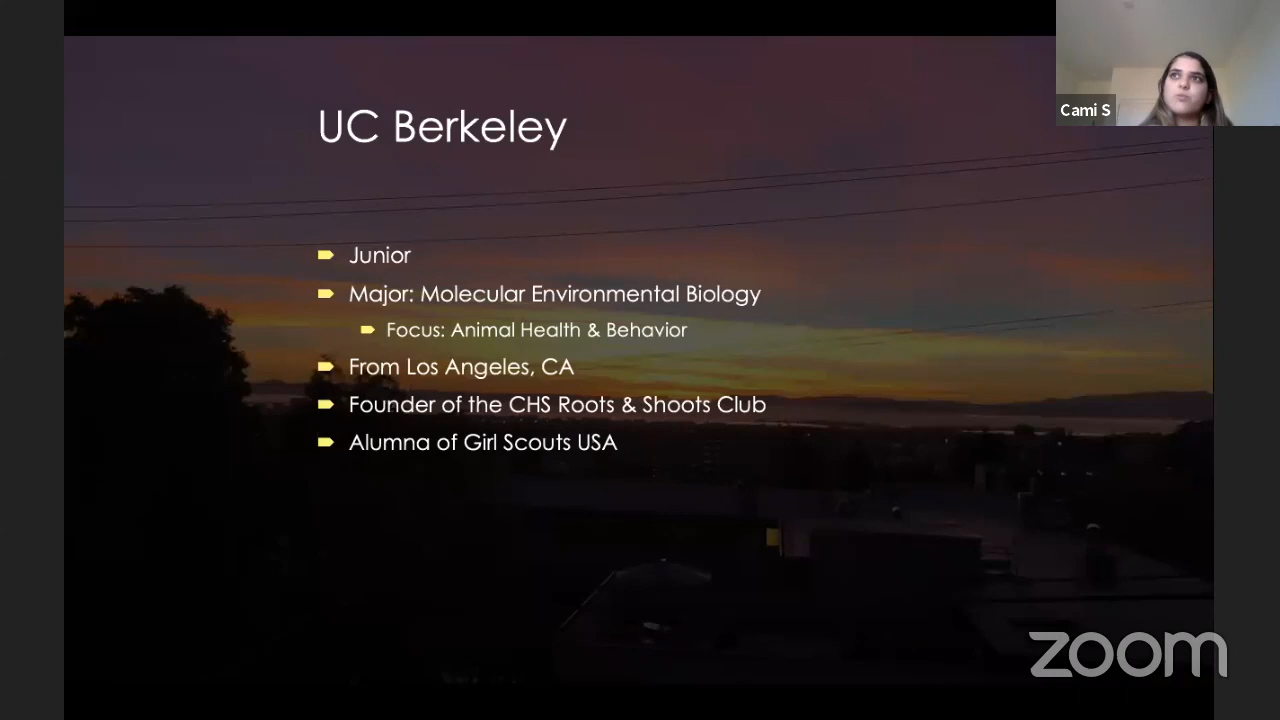 Cami S
UC Berkeley
Junior
Major: Molecular Environmental Biology
Focus: Animal Health & Behavior
From Los Angeles, CA
Founder of the CHS Roots & Shoots Club
Alumna of Girl Scouts USA
zoom